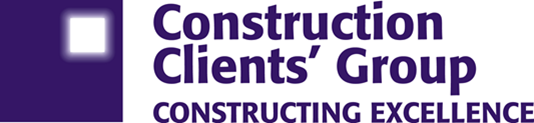 Construction
Clients’ Group
CONSTRUCTING EXCELLENCE